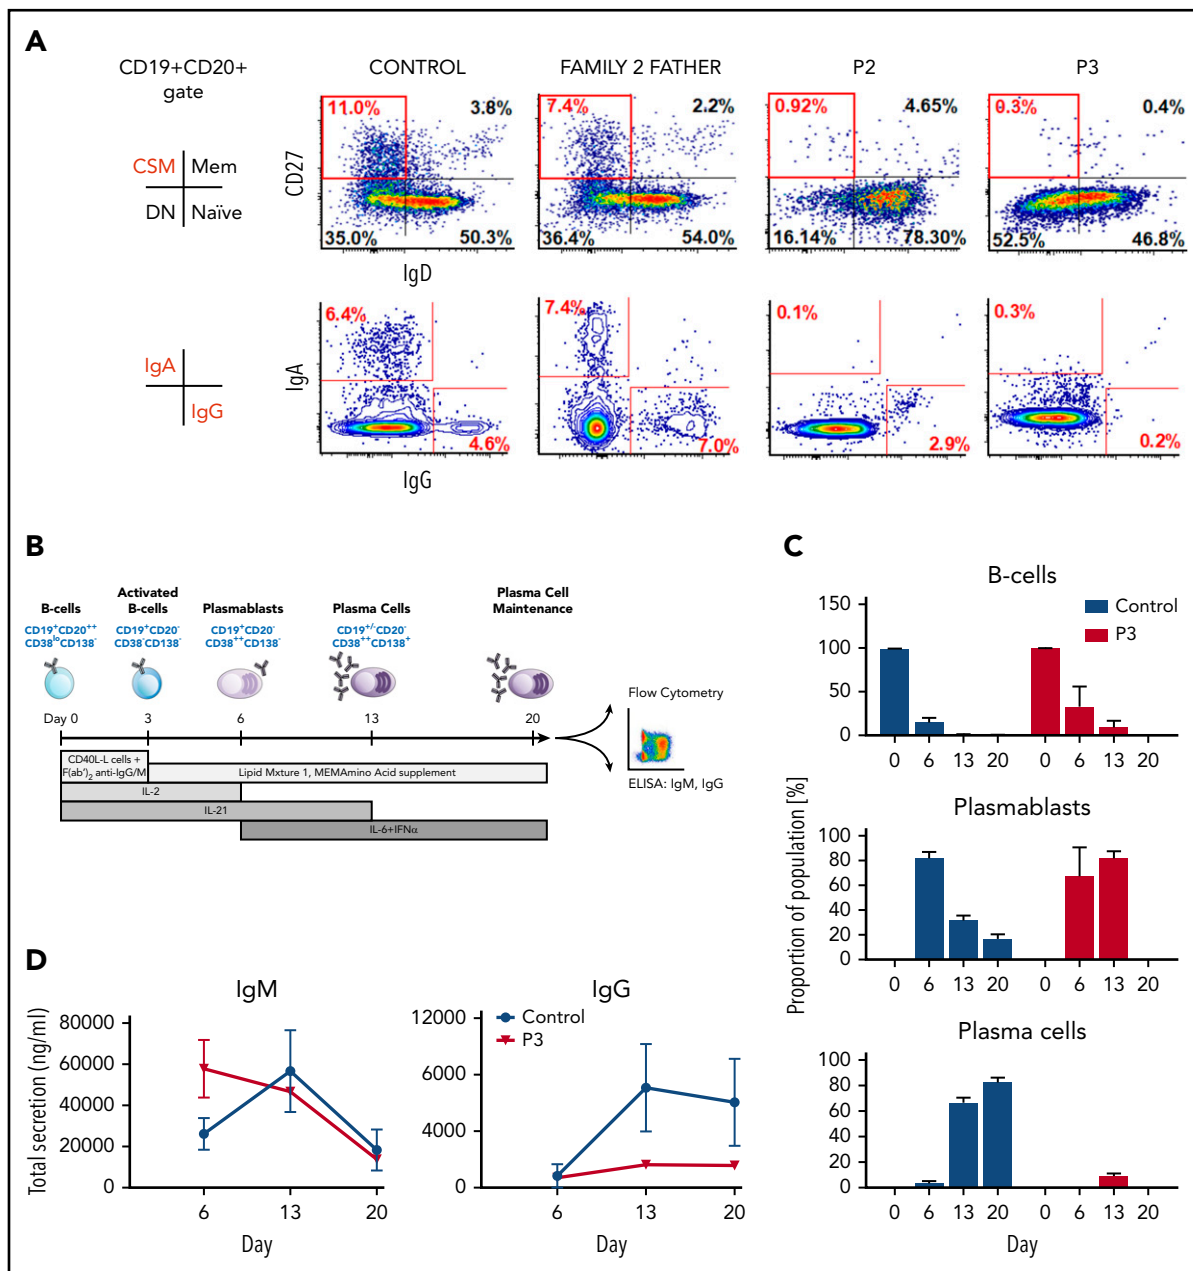 A
CD19+CD20+
gate
CONTROL
FAMILY 2 FATHER
P2
P3
CSM Mem
DN Naïve
CD27
11.0% 3.8%
35.0% 50.3%
7.4% 2.2%
36.4% 54.0%
0.92% 4.65%
16.14% 78.30%
0.3% 0.4%
52.5% 46.8%
IgD
IgA
IgG
IgA
6.4%
4.6%
7.4%
7.0%
0.1%
2.9%
0.3%
0.2%
IgG
B
B-cells
CD19+CD20++
CD38loCD138-
Activated
B-cells
CD19+CD20-
CD38-CD138-
Plasmablasts
CD19+CD20-
CD38++CD138-
Plasma Cells
CD19+/-CD20-
CD38++CD138+
Plasma Cell
Maintenance
Day 0 3 6 13 20
CD40L-L cells +
F(ab')2 anti-IgG/M
Lipid Mxture 1, MEMAmino Acid supplement
IL-2
IL-21
IL-6+IFNα
Flow Cytometry
ELISA: IgM, IgG
C
B-cells
Control
P3
150
100
50
0
0 6 13 20 0 6 13 20
Proportion of population [%]
Plasmablasts
100
80
60
40
20
0
0 6 13 20 0 6 13 20
Plasma cells
100
80
60
40
20
0
0 6 13 20 0 6 13 20
Day
D
IgM
Total secretion (ng/ml)
80000
60000
40000
20000
0
6 13 20
Day
IgG
Control
P3
12000
6000
4000
0
6 13 20
Day